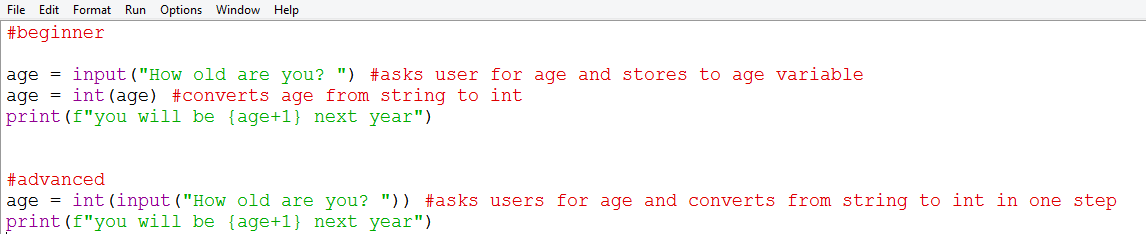 File Edit Format Run Options Window Help
#beginner
age = input("How old are you? ") #asks user for age and stores to age variable
age = int(age) #converts age from string to int
print(f"you will be {age+1} next year")
#advanced
age = int(input("How old are you? ")) #asks users for age and converts from string to int in one step
print(f"you will be {age+1} next year")